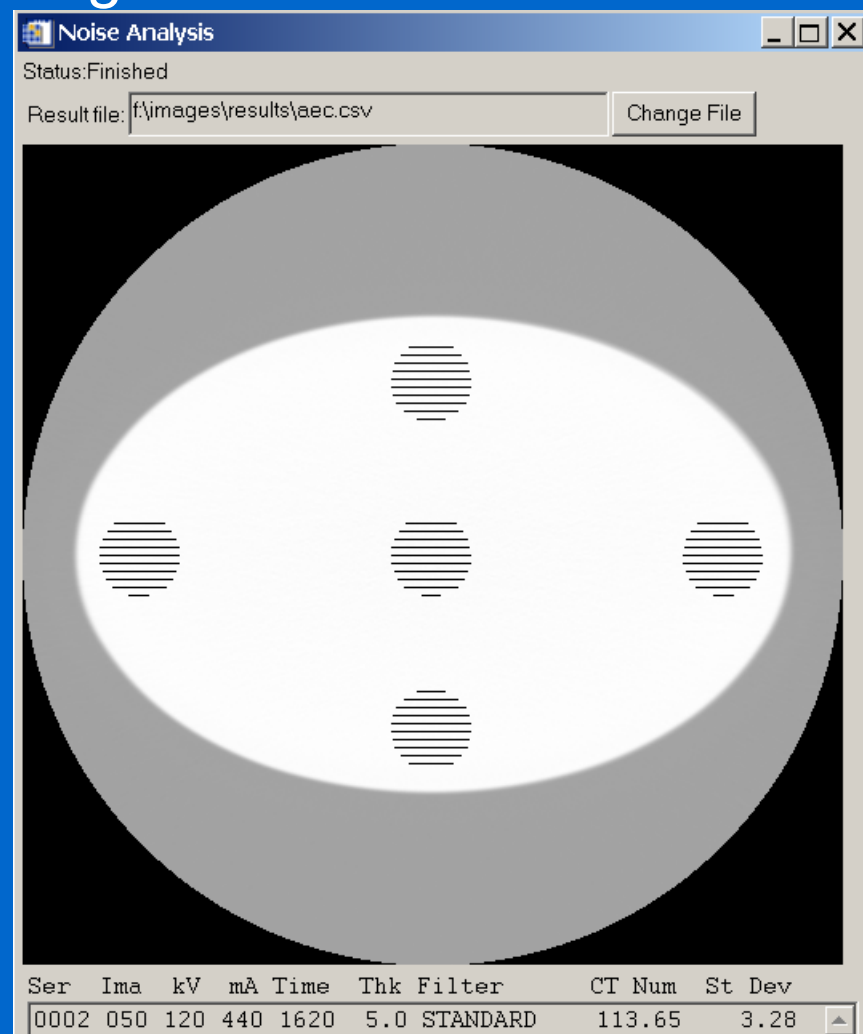 Noise Analysis
Status:Finished
Result file: f:\images\results\aec.csv Change File
Ser Ima kV mA Time Thk Filter CT Num St Dev
0002 050 120 440 1620 5.0 STANDARD 113.65 3.28